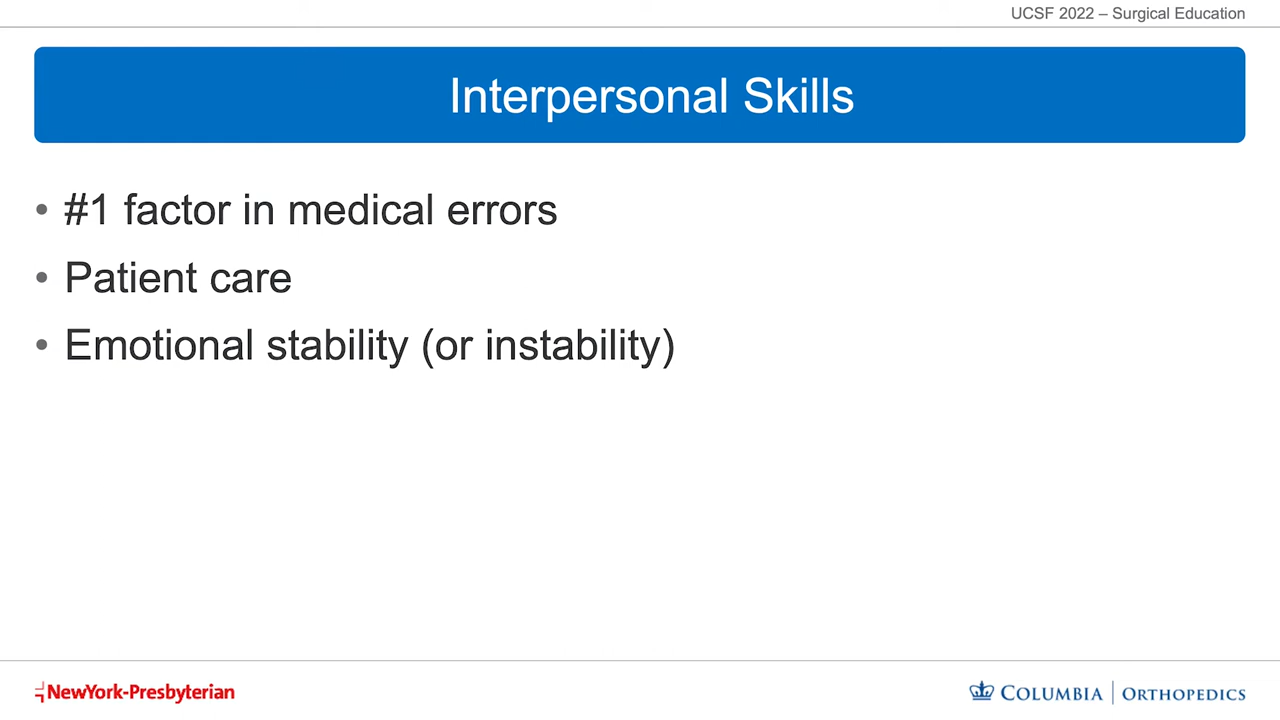 UCSF 2022 – Surgical Education
Interpersonal Skills
• #1 factor in medical errors
• Patient care
• Emotional stability (or instability)
NewYork-Presbyterian
COLUMBIA | ORTHOPEDICS